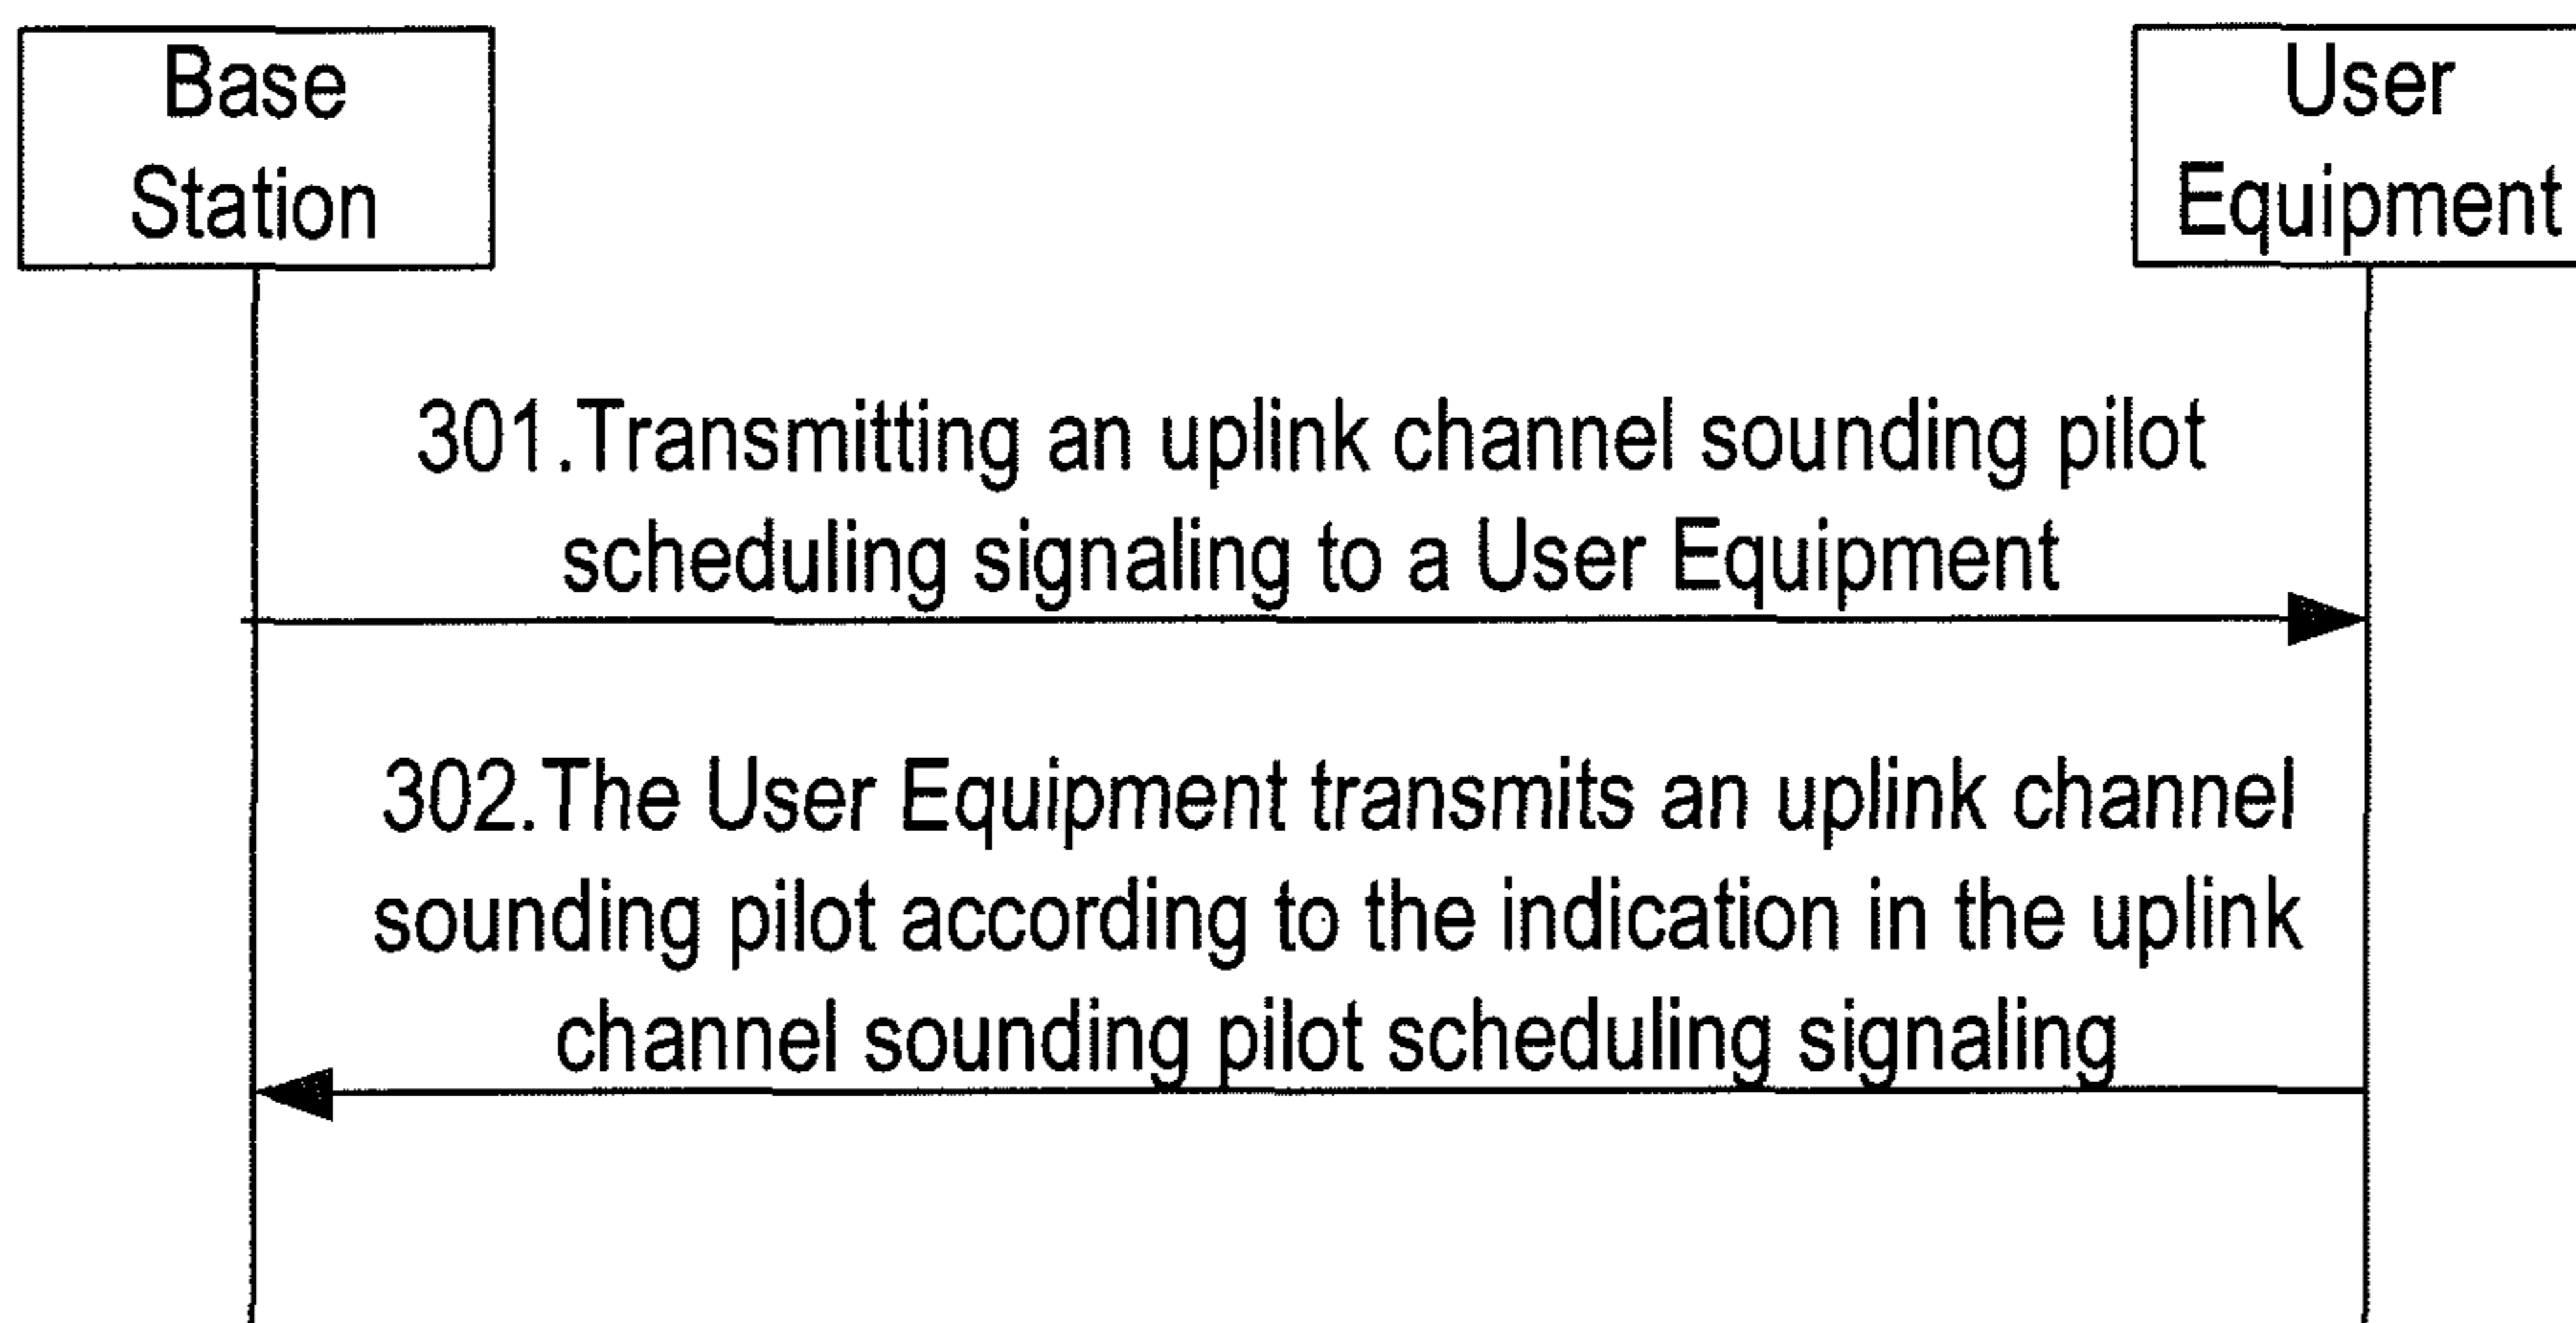 Base
Station
User
Equipment
301.Transmitting an uplink channel sounding pilot
scheduling signaling to a User Equipment
302.The User Equipment transmits an uplink channel
sounding pilot according to the indication in the uplink
channel sounding pilot scheduling signaling